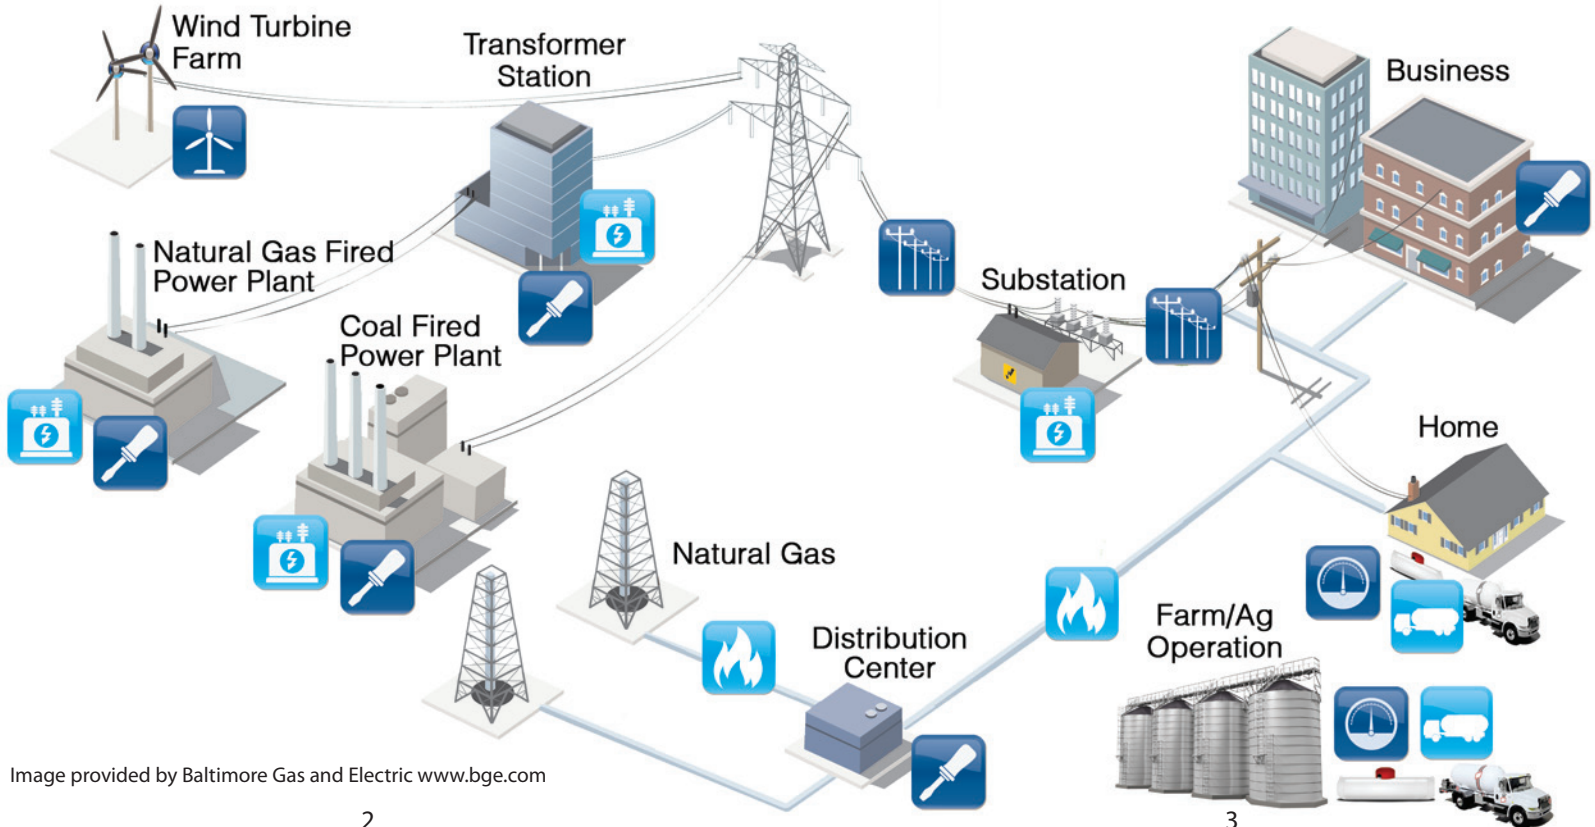 Wind Turbine
Farm
Transformer
Station
Business
Natural Gas Fired
Power Plant
Substation
Coal Fired
Power Plant
Home
Natural Gas
Distribution
Center
Farm/Ag
Operation
Image provided by Baltimore Gas and Electric www.bge.com
2
3